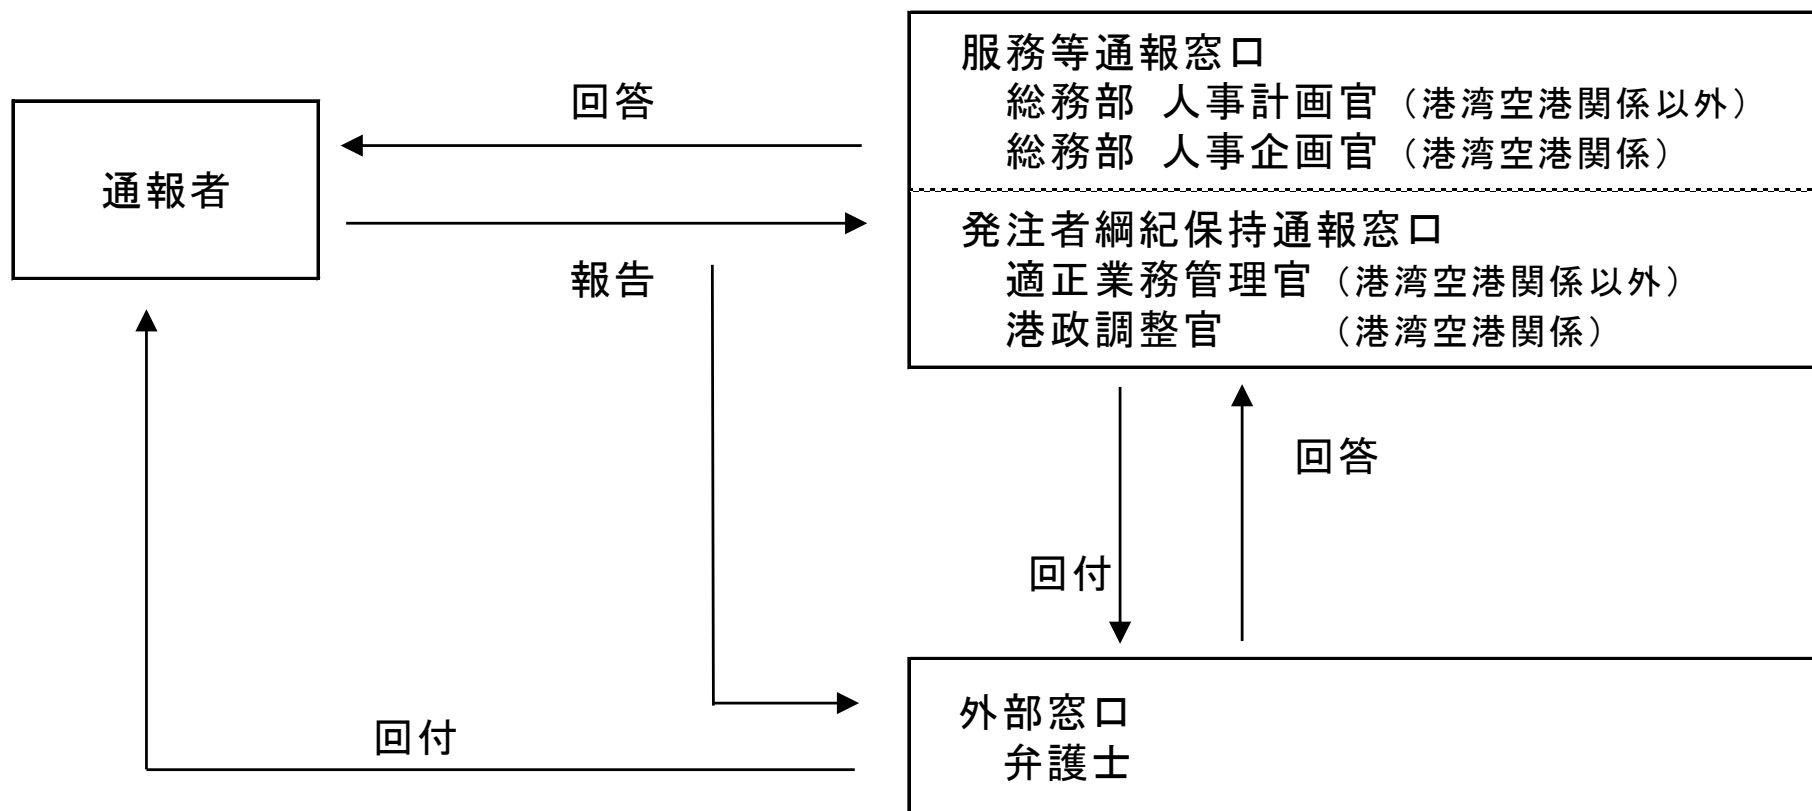 服務等通報窓口
総務部 人事計画官（港湾空港関係以外）
総務部 人事企画官（港湾空港関係）
回答
通報者
発注者綱紀保持通報窓口
適正業務管理官（港湾空港関係以外）
港政調整官 （港湾空港関係）
報告
回答
回付
外部窓口
弁護士
回付